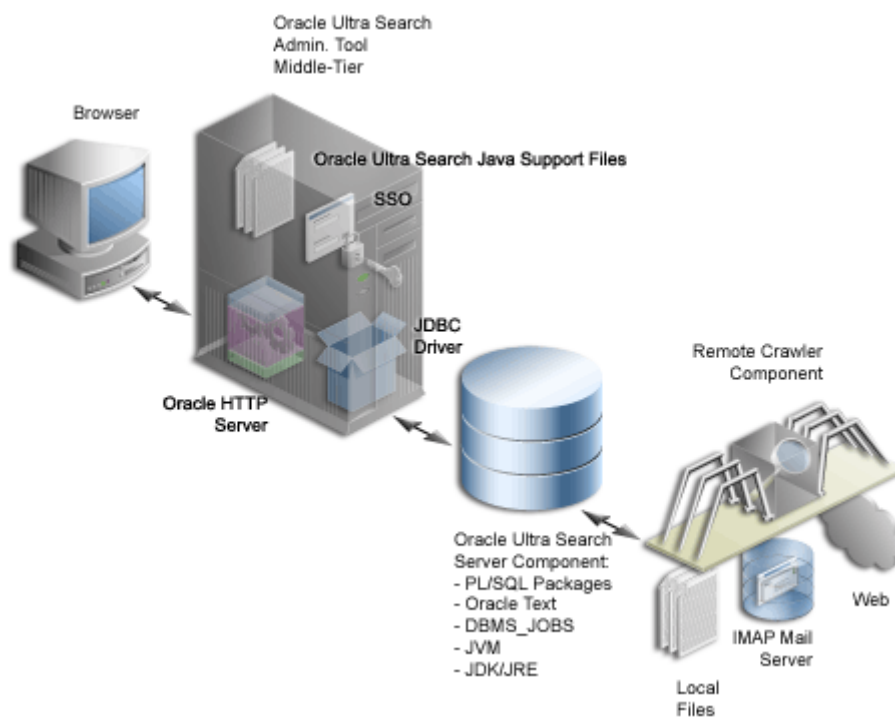 Oracle Ultra Search
Admin. Tool
Middle-Tier
Browser
Oracle Ultra Search Java Support Files
SSO
JDBC
Driver
Oracle HTTP
Server
Remote Crawler
Component
Oracle Ultra Search
Server Component:
- PL/SQL Packages
- Oracle Text
- DBMS_JOBS
- JVM
- JDK/JRE
Web
IMAP Mail
Server
Local
Files